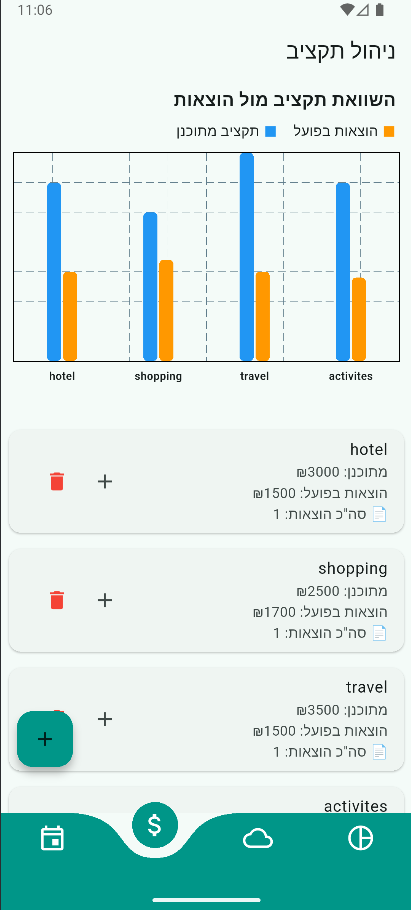 11:06
ניהול תקציב
השוואת תקציב מול הוצאות
הוצאות בפועל תקציב מתוכנן
hotel shopping travel activites
hotel
מתוכנן: 3000₪
הוצאות בפועל: 1500₪
סה"כ הוצאות: 1
shopping
מתוכנן: 2500₪
הוצאות בפועל: 1700₪
סה"כ הוצאות: 1
travel
מתוכנן: 3500₪
הוצאות בפועל: 1500₪
סה"כ הוצאות: 1
activites